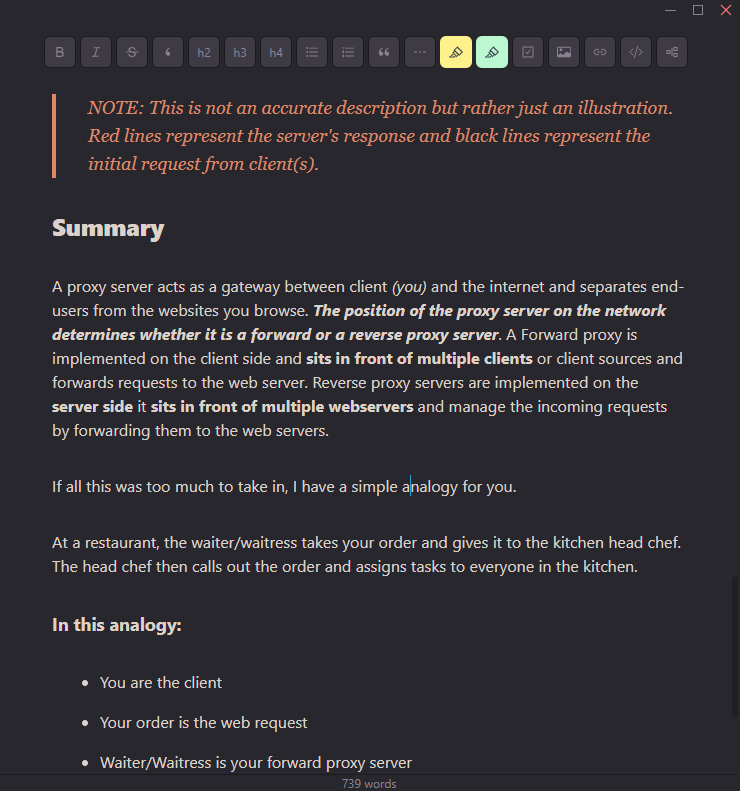 B I S h2 h3 h4
NOTE: This is not an accurate description but rather just an illustration.
Red lines represent the server's response and black lines represent the
initial request from client(s).
Summary
A proxy server acts as a gateway between client (you) and the internet and separates end-
users from the websites you browse. The position of the proxy server on the network
determines whether it is a forward or a reverse proxy server. A Forward proxy is
implemented on the client side and sits in front of multiple clients or client sources and
forwards requests to the web server. Reverse proxy servers are implemented on the
server side it sits in front of multiple webservers and manage the incoming requests
by forwarding them to the web servers.
If all this was too much to take in, I have a simple analogy for you.
At a restaurant, the waiter/waitress takes your order and gives it to the kitchen head chef.
The head chef then calls out the order and assigns tasks to everyone in the kitchen.
In this analogy:
• You are the client
• Your order is the web request
• Waiter/Waitress is your forward proxy server
739 words